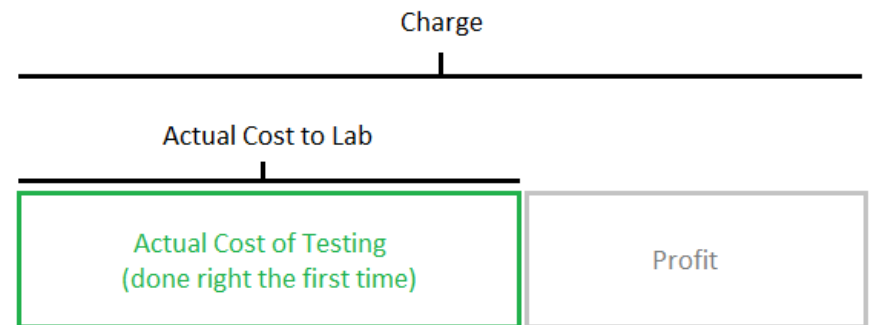 Charge
Actual Cost to Lab
Actual Cost of Testing
(done right the first time)
Profit